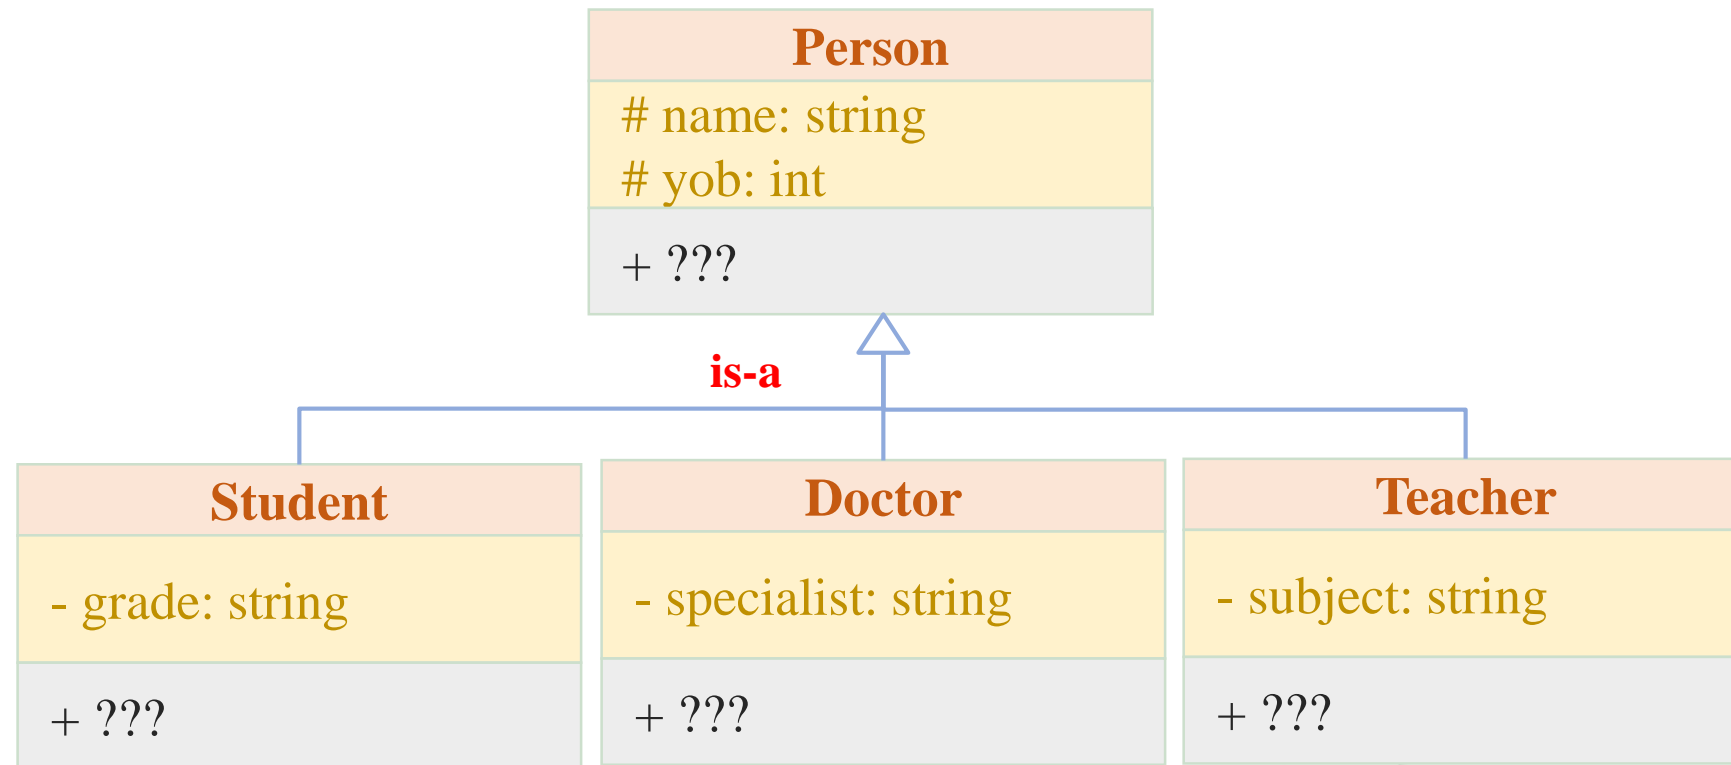 Person
# name: string
# yob: int
+ ???
is-a
Student
- grade: string
+ ???
Doctor
- specialist: string
+ ???
Teacher
- subject: string
+ ???